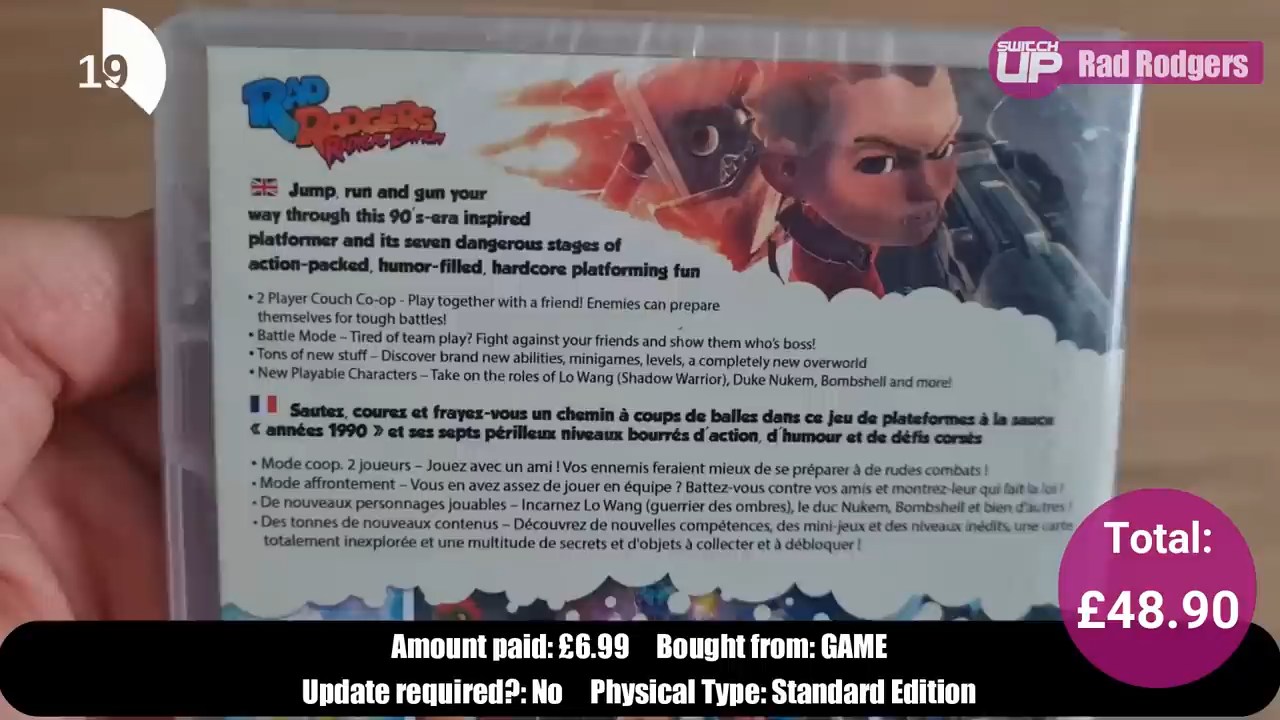 19
SWITCH
UP
Rad Rodgers
RAD
RODGERS
RADICAL EDITION
Jump, run and gun your
way through this 90's-era inspired
platformer and its seven dangerous stages of
action-packed, humor-filled, hardcore platforming fun
• 2 Player Couch Co-op - Play together with a friend! Enemies can prepare
themselves for tough battles!
• Battle Mode – Tired of team play? Fight against your friends and show them who's boss!
• Tons of new stuff – Discover brand new abilities, minigames, levels, a completely new overworld
• New Playable Characters – Take on the roles of Lo Wang (Shadow Warrior), Duke Nukem, Bombshell and more!
Sautez, courez et frayez-vous un chemin à coups de balles dans ce jeu de plateformes à la sauce
« années 1990 » et ses septs périlleux niveaux bourrés d'action, d'humour et de défis corsés
• Mode coop. 2 joueurs – Jouez avec un ami ! Vos ennemis feraient mieux de se préparer à de rudes combats !
• Mode affrontement – Vous en avez assez de jouer en équipe ? Battez-vous contre vos amis et montrez-leur qui fait la loi !
• De nouveaux personnages jouables – Incarnez Lo Wang (guerrier des ombres), le duc Nukem, Bombshell et bien d'autres !
• Des tonnes de nouveaux contenus – Découvrez de nouvelles compétences, des mini-jeux et des niveaux inédits, une carte
totalement inexplorée et une multitude de secrets et d'objets à collecter et à débloquer !
Total:
£48.90
Amount paid: £6.99 Bought from: GAME
Update required?: No Physical Type: Standard Edition